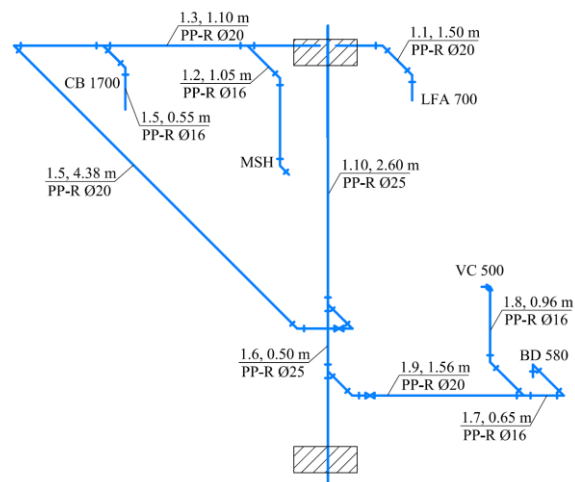 1.3, 1.10 m
PP-R Ø20
1.1, 1.50 m
PP-R Ø20
1.2, 1.05 m
PP-R Ø16
CB 1700
LFA 700
1.5, 0.55 m
PP-R Ø16
MSH
1.5, 4.38 m
PP-R Ø20
1.10, 2.60 m
PP-R Ø25
VC 500
1.8, 0.96 m
PP-R Ø16
1.6, 0.50 m
PP-R Ø25
BD 580
1.9, 1.56 m
PP-R Ø20
1.7, 0.65 m
PP-R Ø16